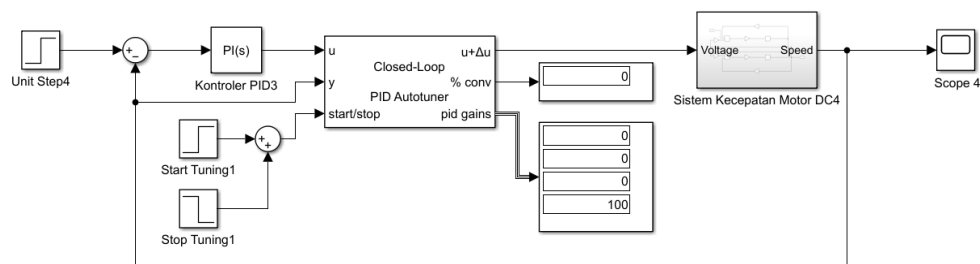 Unit Step4
+
−
PI(s)
Kontroler PID3
u
y
start/stop
Closed-Loop
PID Autotuner
u+Δu
% conv
pid gains
Start Tuning1
+
+
Stop Tuning1
0
0
0
0
100
Voltage
Speed
Sistem Kecepatan Motor DC4
Scope 4